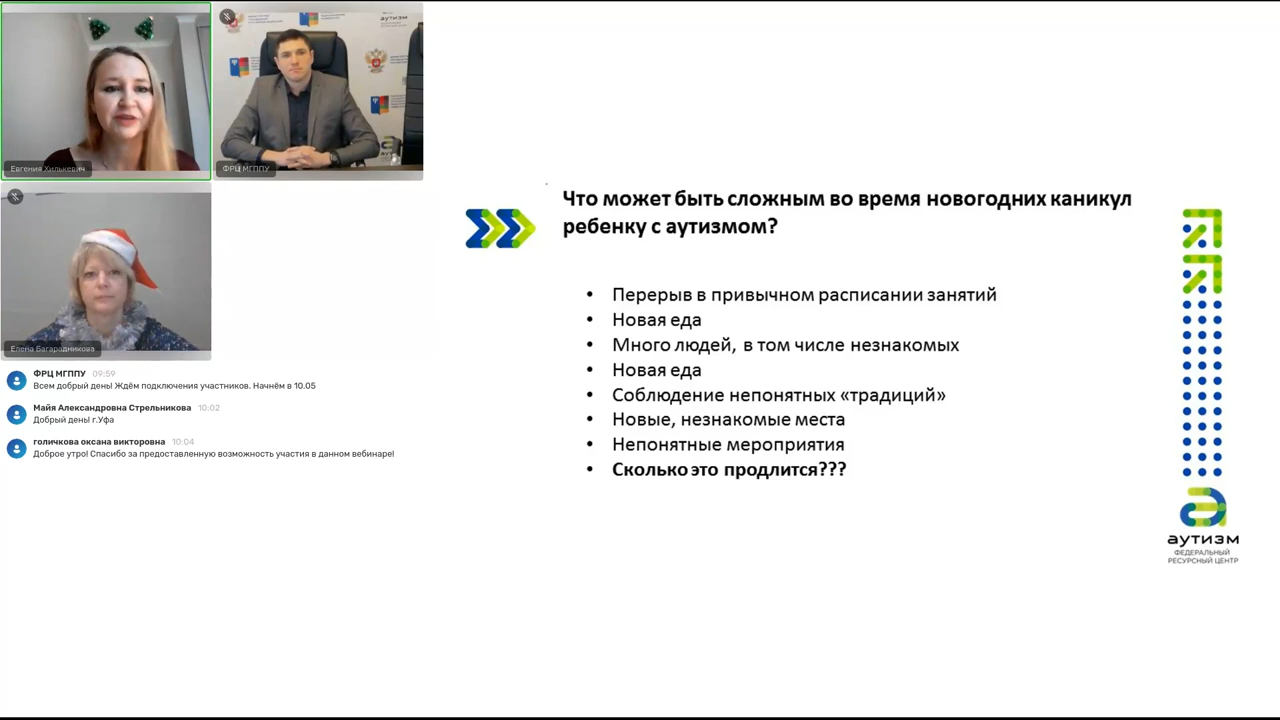 аутизм
Евгения Хилькевич
ФРЦ МГППУ
Елена Багарадникова
ФРЦ МГППУ 09:59
Всем добрый день! Ждём подключения участников. Начнём в 10.05
Майя Александровна Стрельникова 10:02
Добрый день! г.Уфа
голичкова оксана викторовна 10:04
Доброе утро! Спасибо за предоставленную возможность участия в данном вебинаре!
Что может быть сложным во время новогодних каникул
ребенку с аутизмом?
• Перерыв в привычном расписании занятий
• Новая еда
• Много людей, в том числе незнакомых
• Новая еда
• Соблюдение непонятных «традиций»
• Новые, незнакомые места
• Непонятные мероприятия
• Сколько это продлится???
аутизм
ФЕДЕРАЛЬНЫЙ
РЕСУРСНЫЙ ЦЕНТР